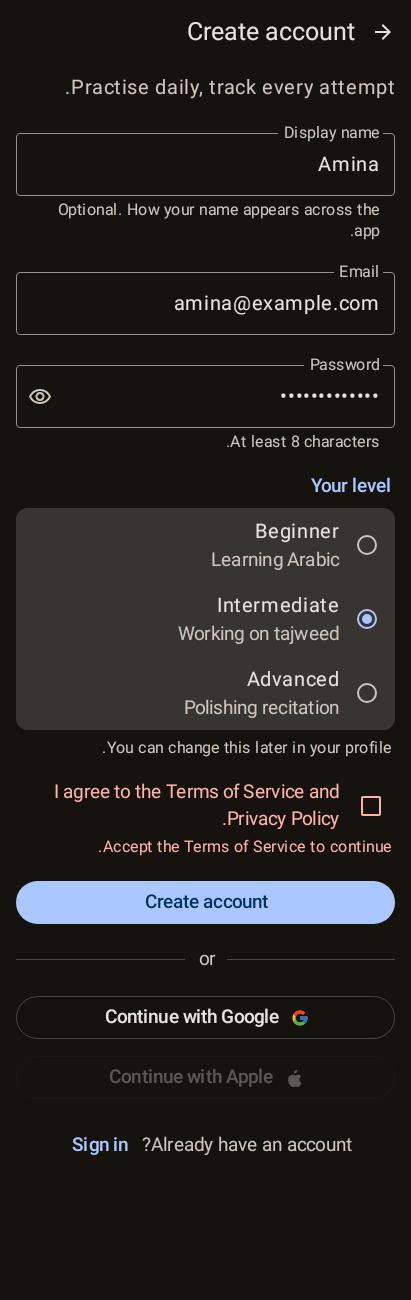 Create account
Practise daily, track every attempt.
Display name
Amina
Optional. How your name appears across the
app.
Email
amina@example.com
Password
•••••••••••••
At least 8 characters.
Your level
Beginner
Learning Arabic
Intermediate
Working on tajweed
Advanced
Polishing recitation
You can change this later in your profile.
I agree to the Terms of Service and
Privacy Policy.
Accept the Terms of Service to continue.
Create account
or
Continue with Google
Continue with Apple
Already have an account? Sign in